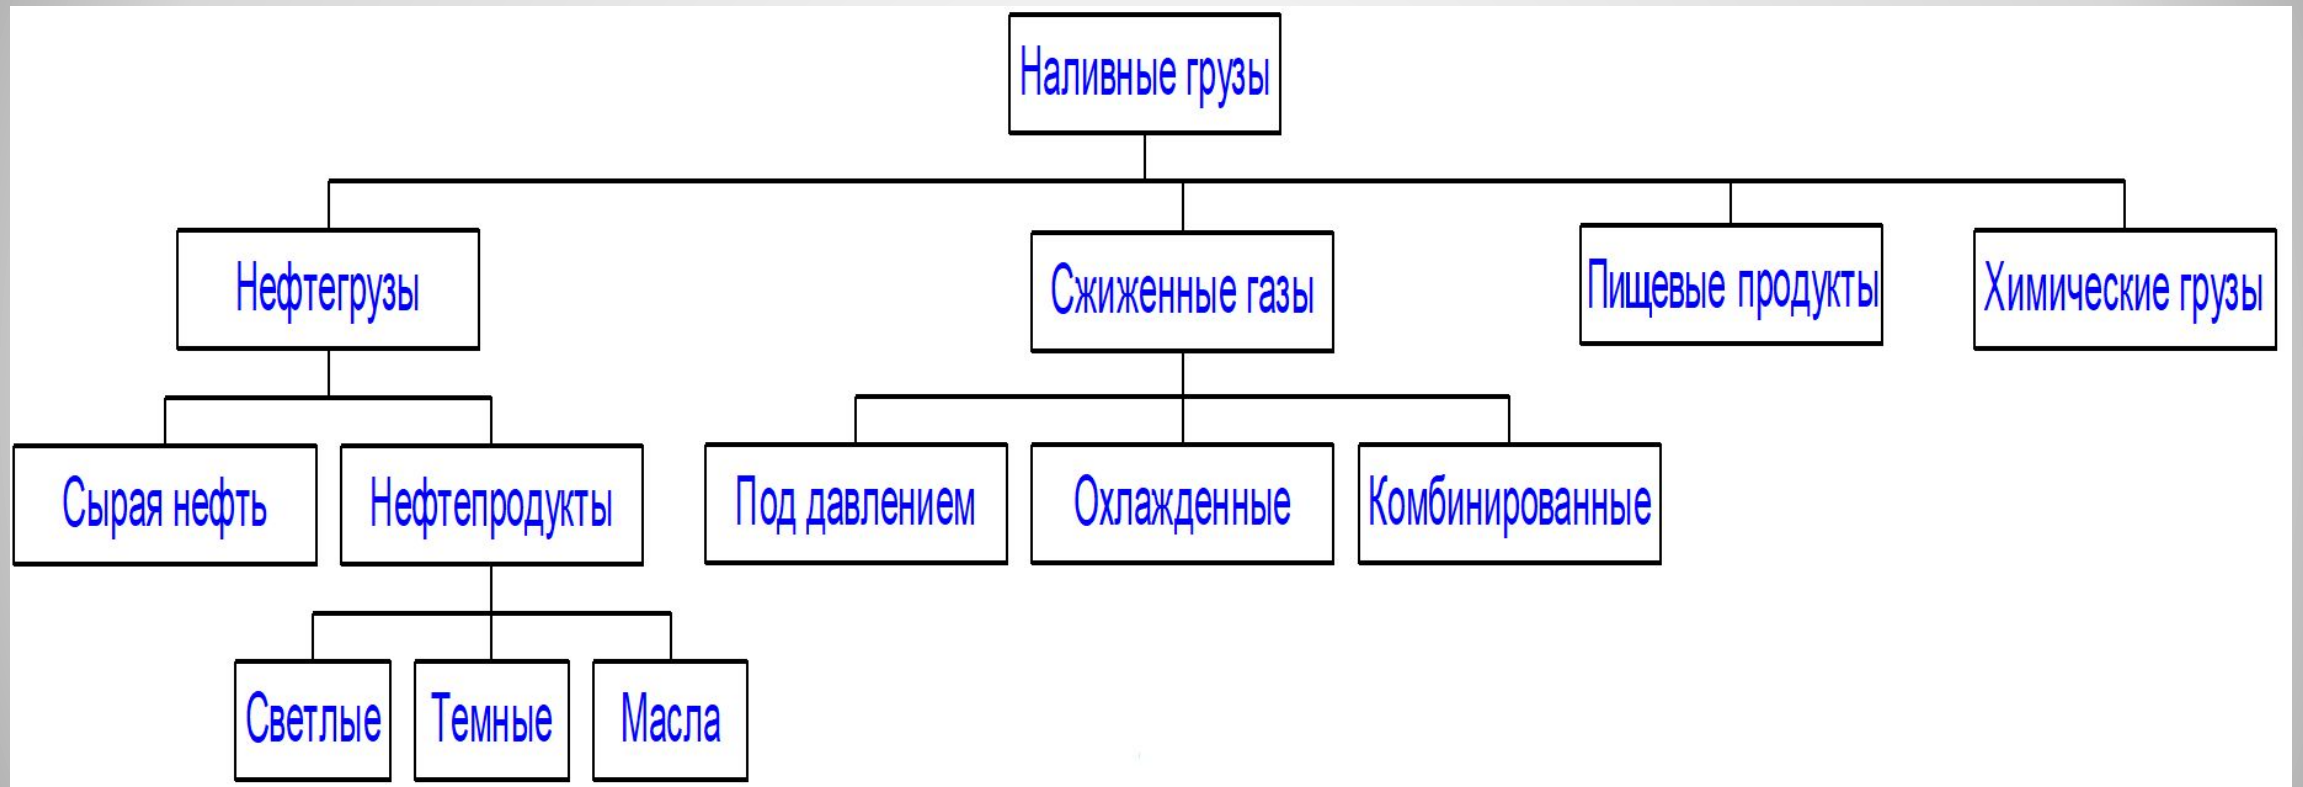 Наливные грузы
Нефтегрузы
Сжиженные газы
Пищевые продукты
Химические грузы
Сырая нефть
Нефтепродукты
Под давлением
Охлажденные
Комбинированные
Светлые
Темные
Масла